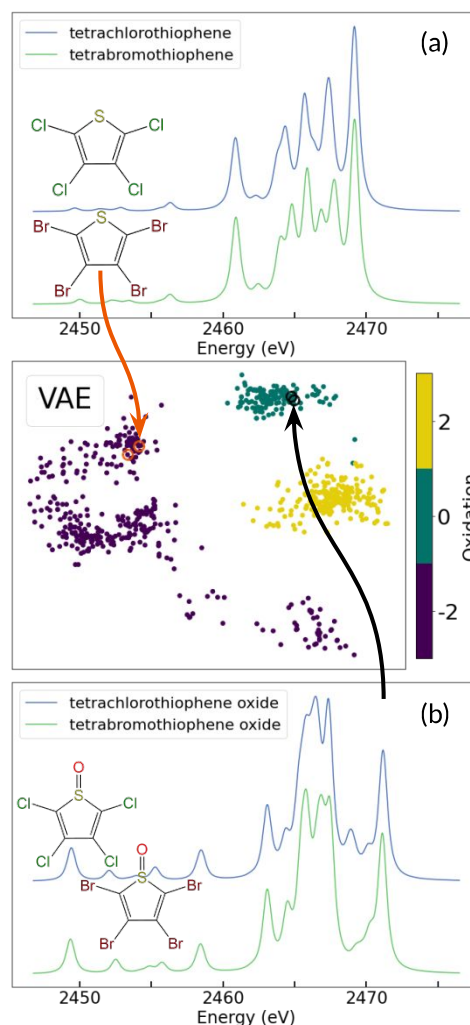 tetrachlorothiophene
tetrabromothiophene
(a)
S
Cl Cl
Cl Cl
S
Br Br
Br Br
2450 2460 2470
Energy (eV)
VAE
2
0
-2
Oxidation
tetrachlorothiophene oxide
tetrabromothiophene oxide
(b)
O
S
Cl Cl
Cl Cl
O
S
Br Br
Br Br
2450 2460 2470
Energy (eV)